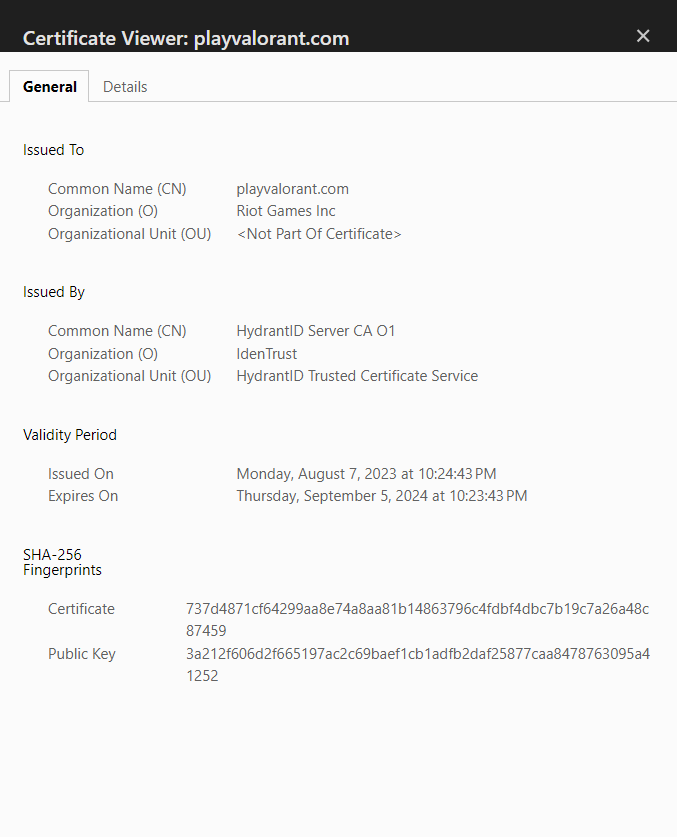 Certificate Viewer: playvalorant.com
General Details
Issued To
Common Name (CN) playvalorant.com
Organization (O) Riot Games Inc
Organizational Unit (OU) <Not Part Of Certificate>
Issued By
Common Name (CN) HydrantID Server CA O1
Organization (O) IdenTrust
Organizational Unit (OU) HydrantID Trusted Certificate Service
Validity Period
Issued On Monday, August 7, 2023 at 10:24:43 PM
Expires On Thursday, September 5, 2024 at 10:23:43 PM
SHA-256
Fingerprints
Certificate 737d4871cf64299aa8e74a8aa81b14863796c4fdbf4dbc7b19c7a26a48c
87459
Public Key 3a212f606d2f665197ac2c69baef1cb1adfb2daf25877caa8478763095a4
1252